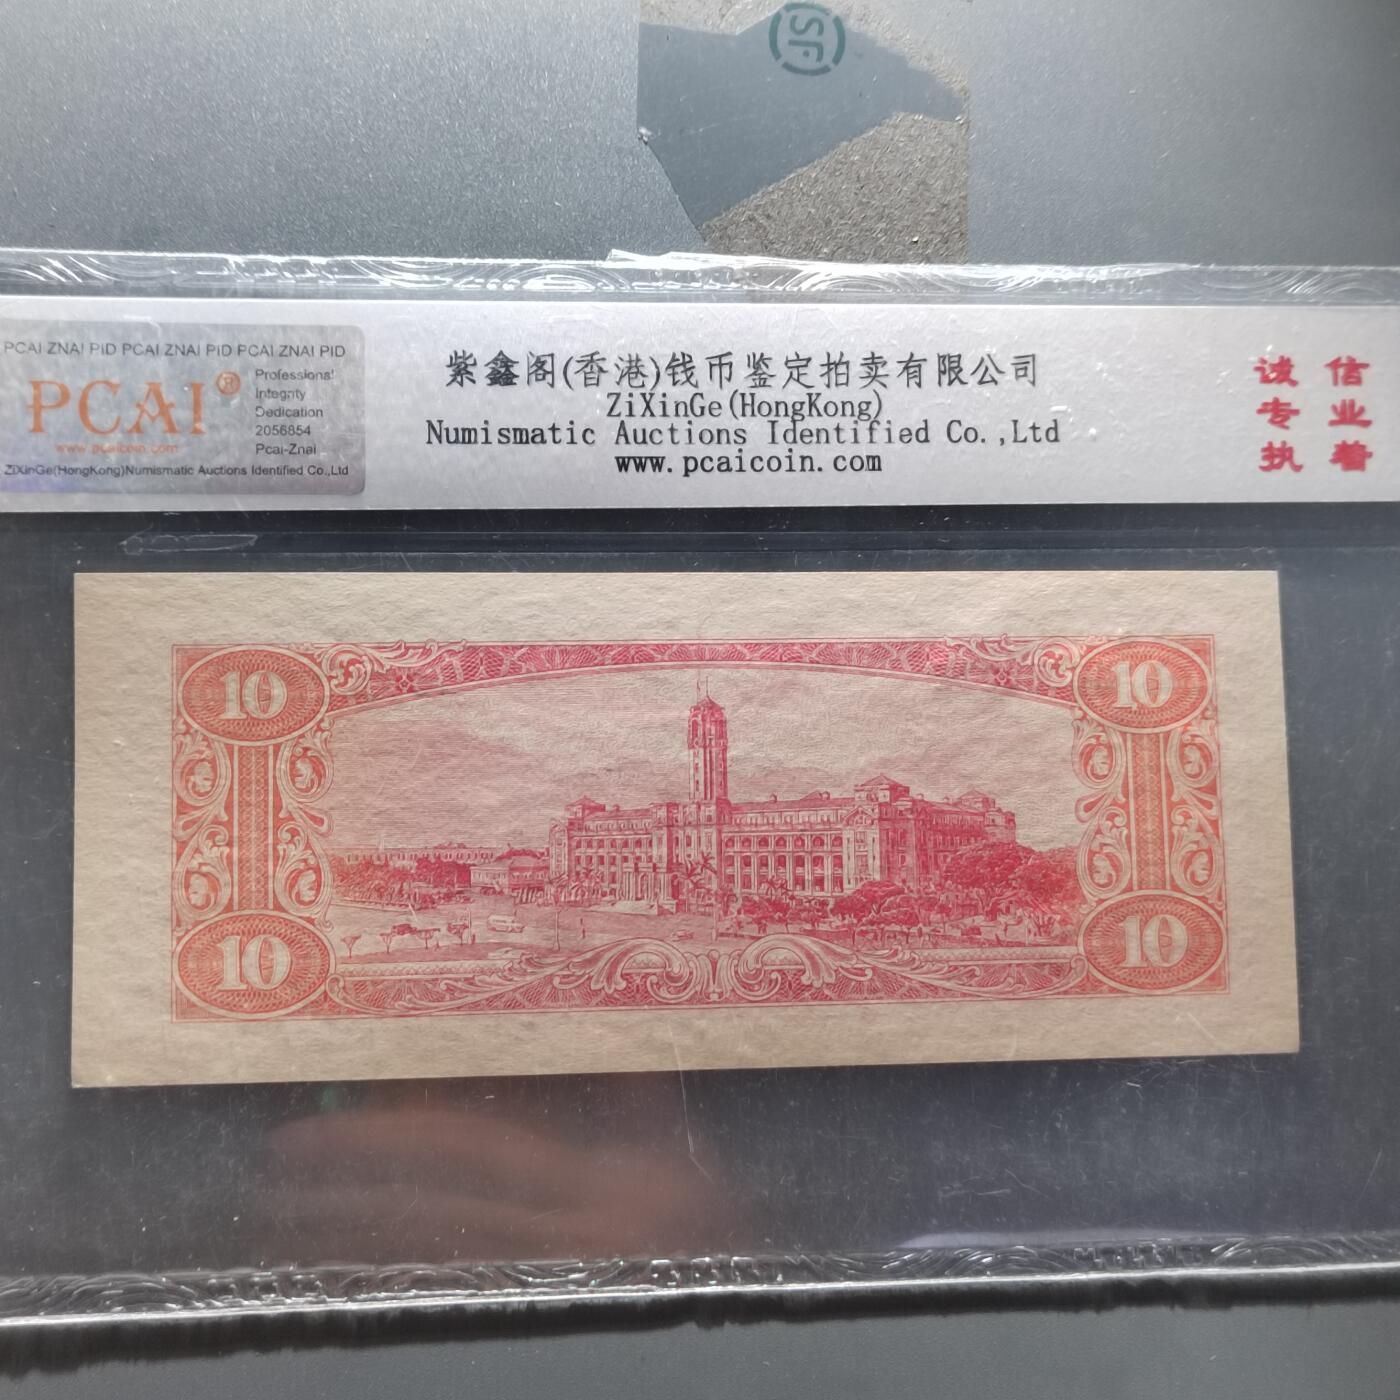 SF
PCAI ZNAI PID PCAI ZNAI PID PCAI ZNAI PID
PCAI®
www.pcaicoin.com
Professional
Integrity
Dedication
2056854
Pcai-Znai
ZiXinGe(HongKong)Numismatic Auctions Identified Co.,Ltd
紫鑫阁(香港)钱币鉴定拍卖有限公司
ZiXinGe(HongKong)
Numismatic Auctions Identified Co.,Ltd
www.pcaicoin.com
诚信
专业
执着
10
10
10
10